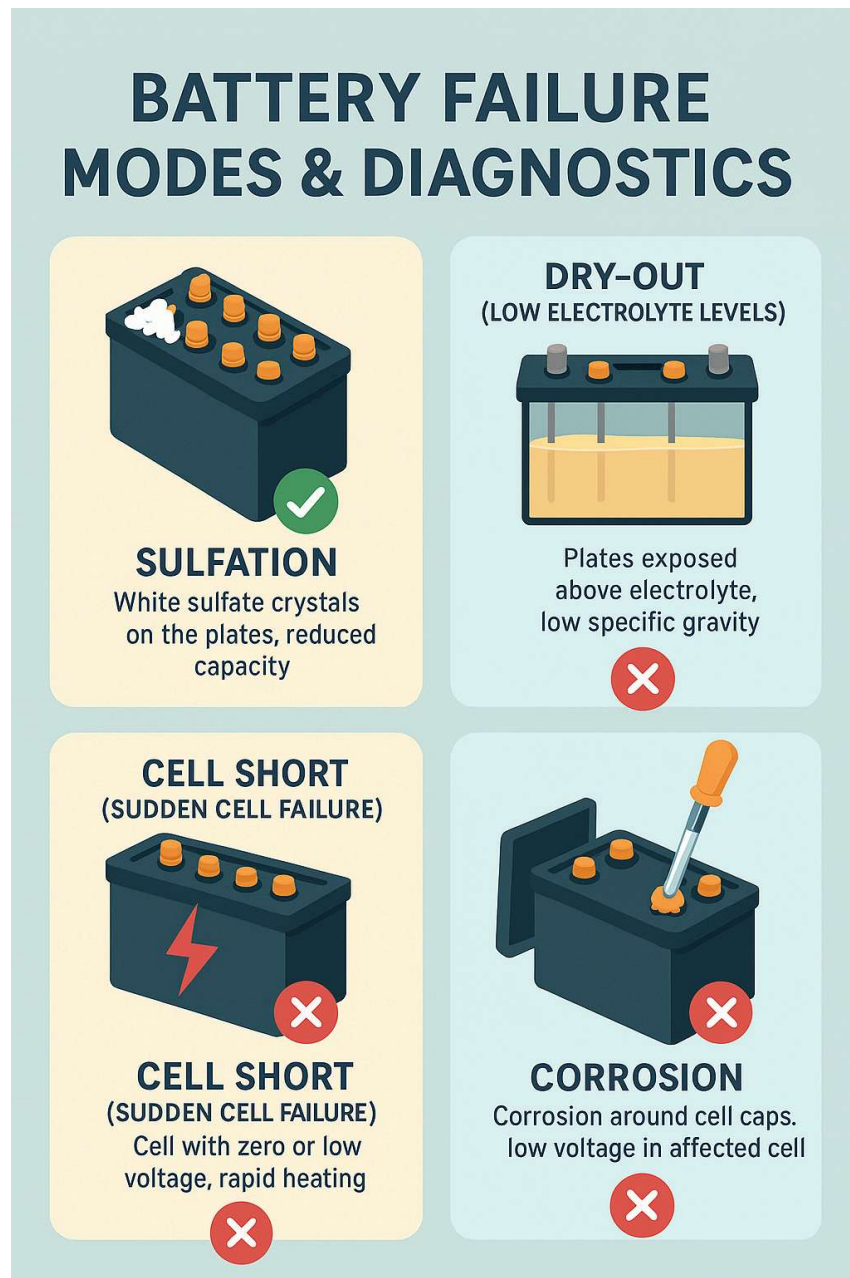 BATTERY FAILURE
MODES & DIAGNOSTICS
SULFATION
White sulfate crystals
on the plates, reduced
capacity
DRY-OUT
(LOW ELECTROLYTE LEVELS)
Plates exposed
above electrolyte,
low specific gravity
CELL SHORT
(SUDDEN CELL FAILURE)
CELL SHORT
(SUDDEN CELL FAILURE)
Cell with zero or low
voltage, rapid heating
CORROSION
Corrosion around cell caps.
low voltage in affected cell